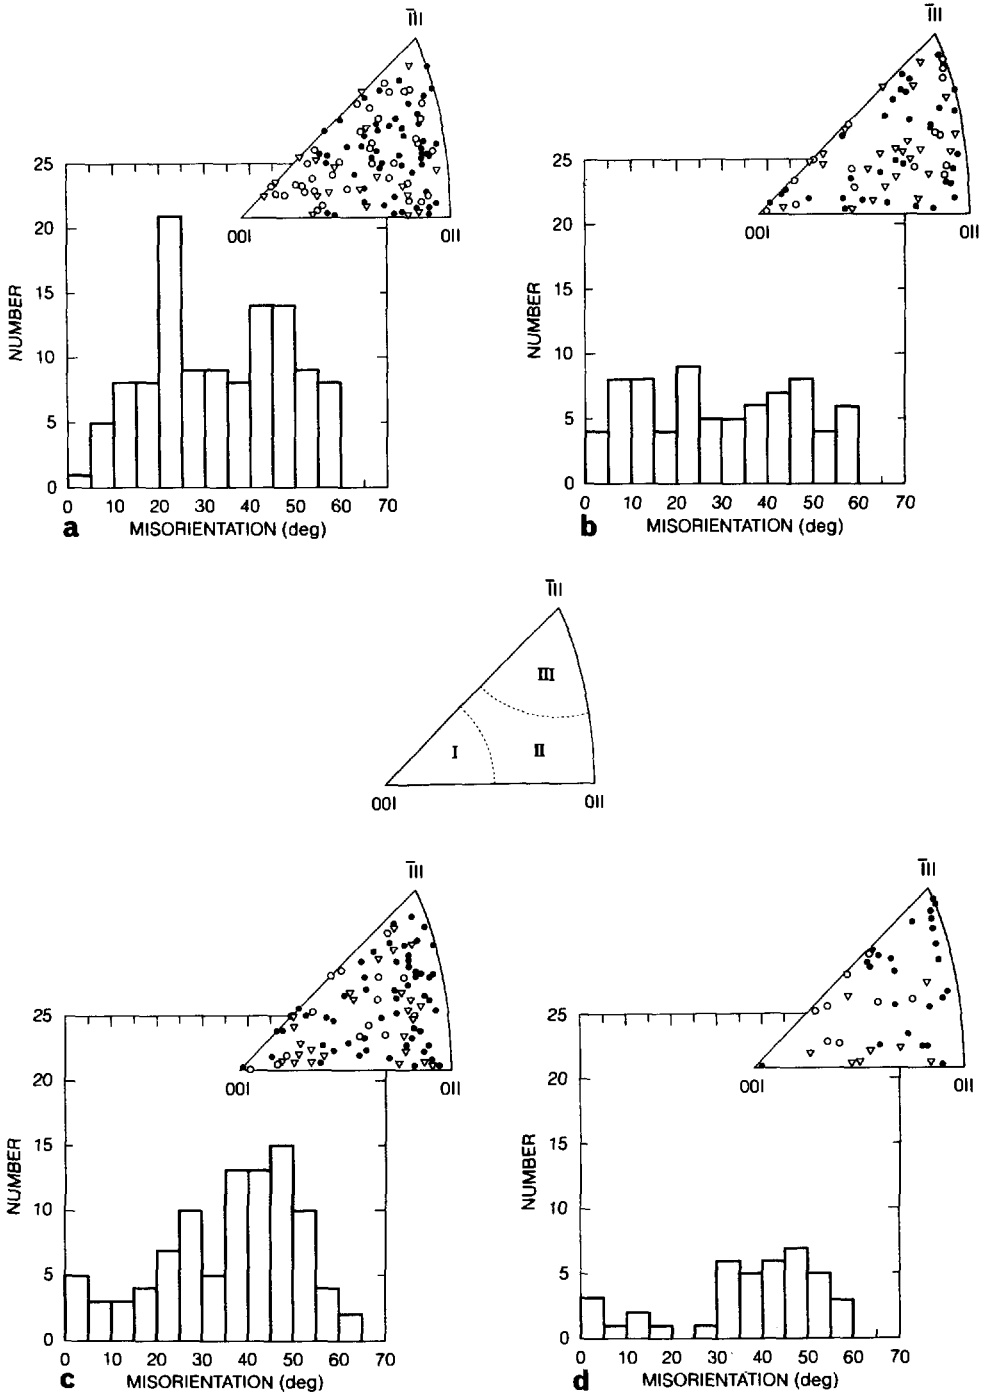 1̄11
001
011
25
20
15
10
5
0
NUMBER
0 10 20 30 40 50 60 70
a MISORIENTATION (deg)
1̄11
001
011
25
20
15
10
5
0
NUMBER
0 10 20 30 40 50 60 70
b MISORIENTATION (deg)
1̄11
III
I
II
001
011
1̄11
001
011
25
20
15
10
5
0
NUMBER
0 10 20 30 40 50 60 70
c MISORIENTATION (deg)
1̄11
001
011
25
20
15
10
5
0
NUMBER
0 10 20 30 40 50 60 70
d MISORIENTATION (deg)